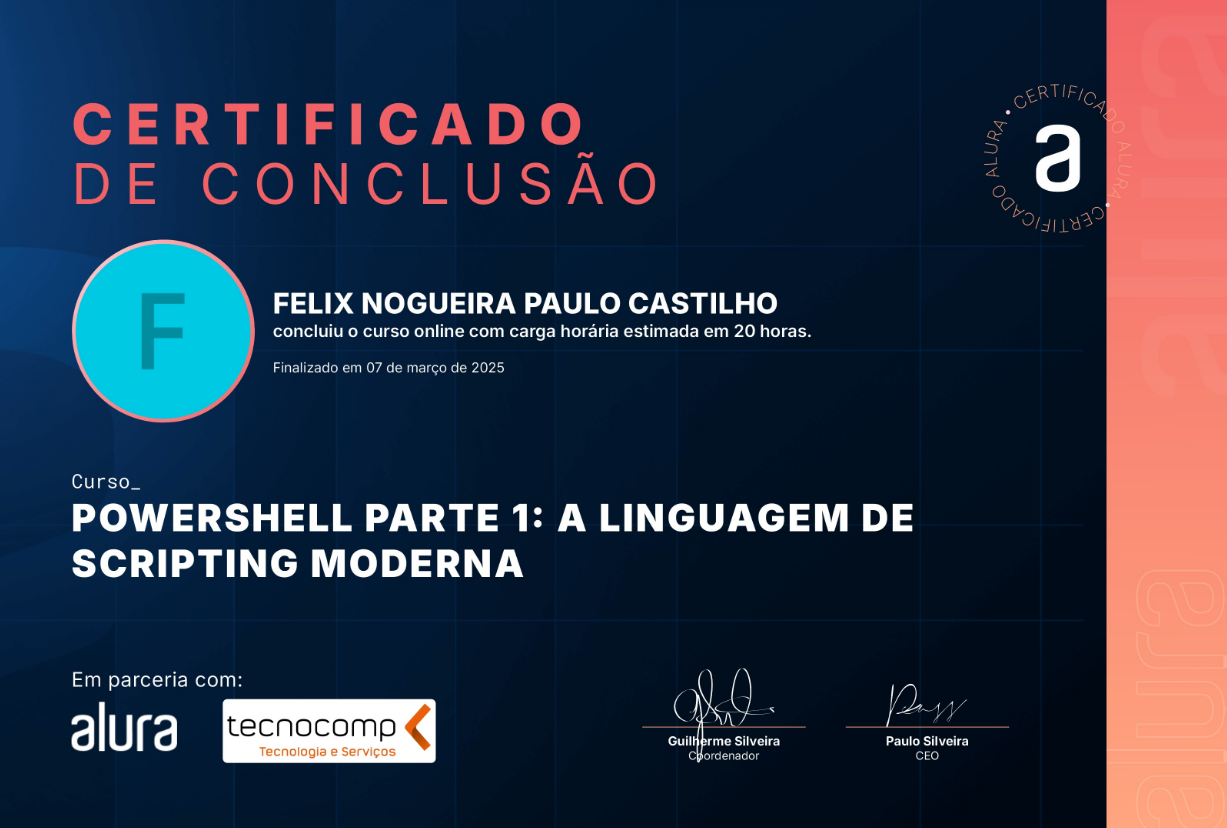 CERTIFICADO
DE CONCLUSÃO
CERTIFICADO ALURA • CERTIFICADO ALURA •
a
F
FELIX NOGUEIRA PAULO CASTILHO
concluiu o curso online com carga horária estimada em 20 horas.
Finalizado em 07 de março de 2025
Curso_
POWERSHELL PARTE 1: A LINGUAGEM DE
SCRIPTING MODERNA
Em parceria com:
alura
tecnocomp
Tecnologia e Serviços
Guilherme Silveira
Coordenador
Paulo Silveira
CEO
alura
alura